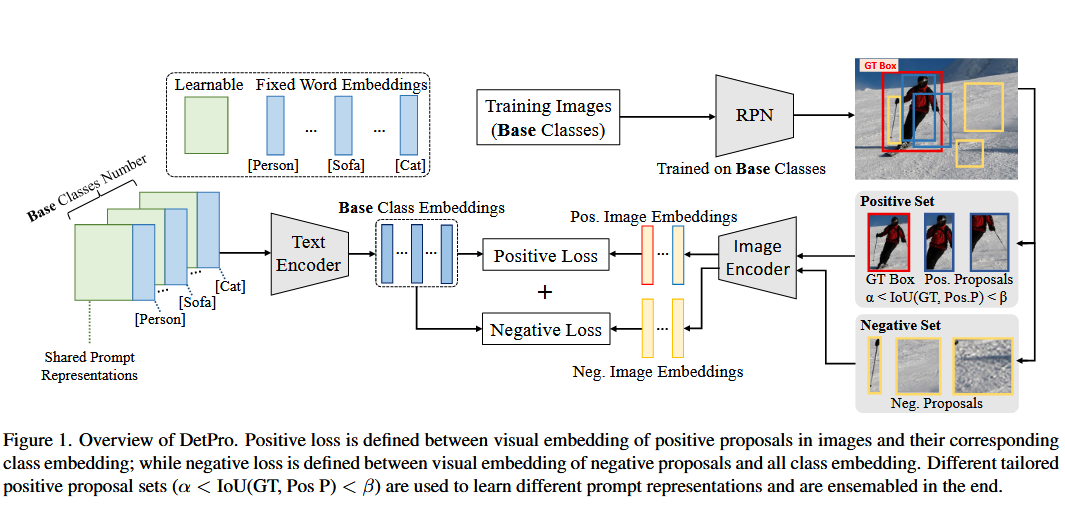 Learnable Fixed Word Embeddings
... ...
[Person] [Sofa] [Cat]
Base Classes Number
...
...
[Cat]
[Sofa]
[Person]
Shared Prompt
Representations
Text
Encoder
Base Class Embeddings
... ...
Training Images
(Base Classes)
RPN
Trained on Base Classes
GT Box
Positive Loss
+
Negative Loss
Pos. Image Embeddings
...
...
Neg. Image Embeddings
Image
Encoder
Positive Set
GT Box Pos. Proposals
α < IoU(GT, Pos.P) < β
Negative Set
Neg. Proposals
Figure 1. Overview of DetPro. Positive loss is defined between visual embedding of positive proposals in images and their corresponding
class embedding; while negative loss is defined between visual embedding of negative proposals and all class embedding. Different tailored
positive proposal sets (α < IoU(GT, Pos P) < β) are used to learn different prompt representations and are ensembled in the end.